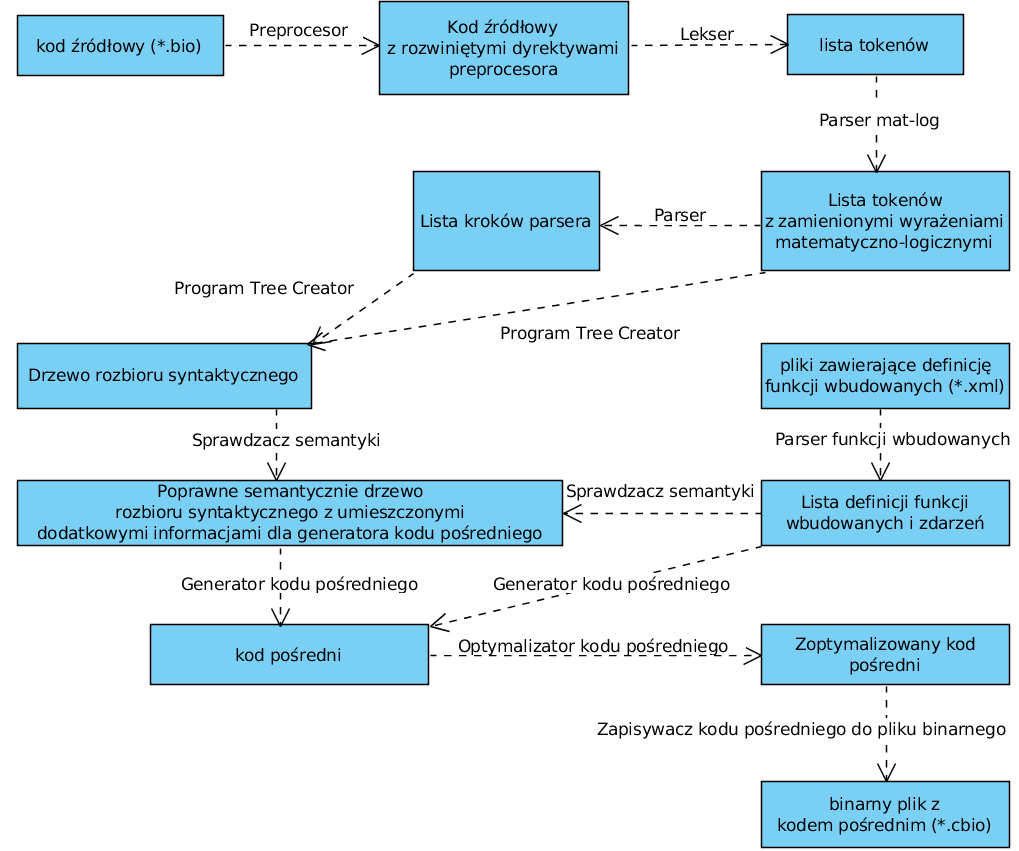 kod źródłowy (*.bio)
Preprocesor
Kod źródłowy
z rozwiniętymi dyrektywami
preprocesora
Lekser
lista tokenów
Parser mat-log
Lista tokenów
z zamienionymi wyrażeniami
matematyczno-logicznymi
Parser
Lista kroków parsera
Program Tree Creator
Program Tree Creator
Drzewo rozbioru syntaktycznego
pliki zawierające definicję
funkcji wbudowanych (*.xml)
Sprawdzacz semantyki
Parser funkcji wbudowanych
Poprawne semantycznie drzewo
rozbioru syntaktycznego z umieszczonymi
dodatkowymi informacjami dla generatora kodu pośredniego
Sprawdzacz semantyki
Lista definicji funkcji
wbudowanych i zdarzeń
Generator kodu pośredniego
Generator kodu pośredniego
kod pośredni
Optymalizator kodu pośredniego
Zoptymalizowany kod
pośredni
Zapisywacz kodu pośredniego do pliku binarnego
binarny plik z
kodem pośrednim (*.cbio)